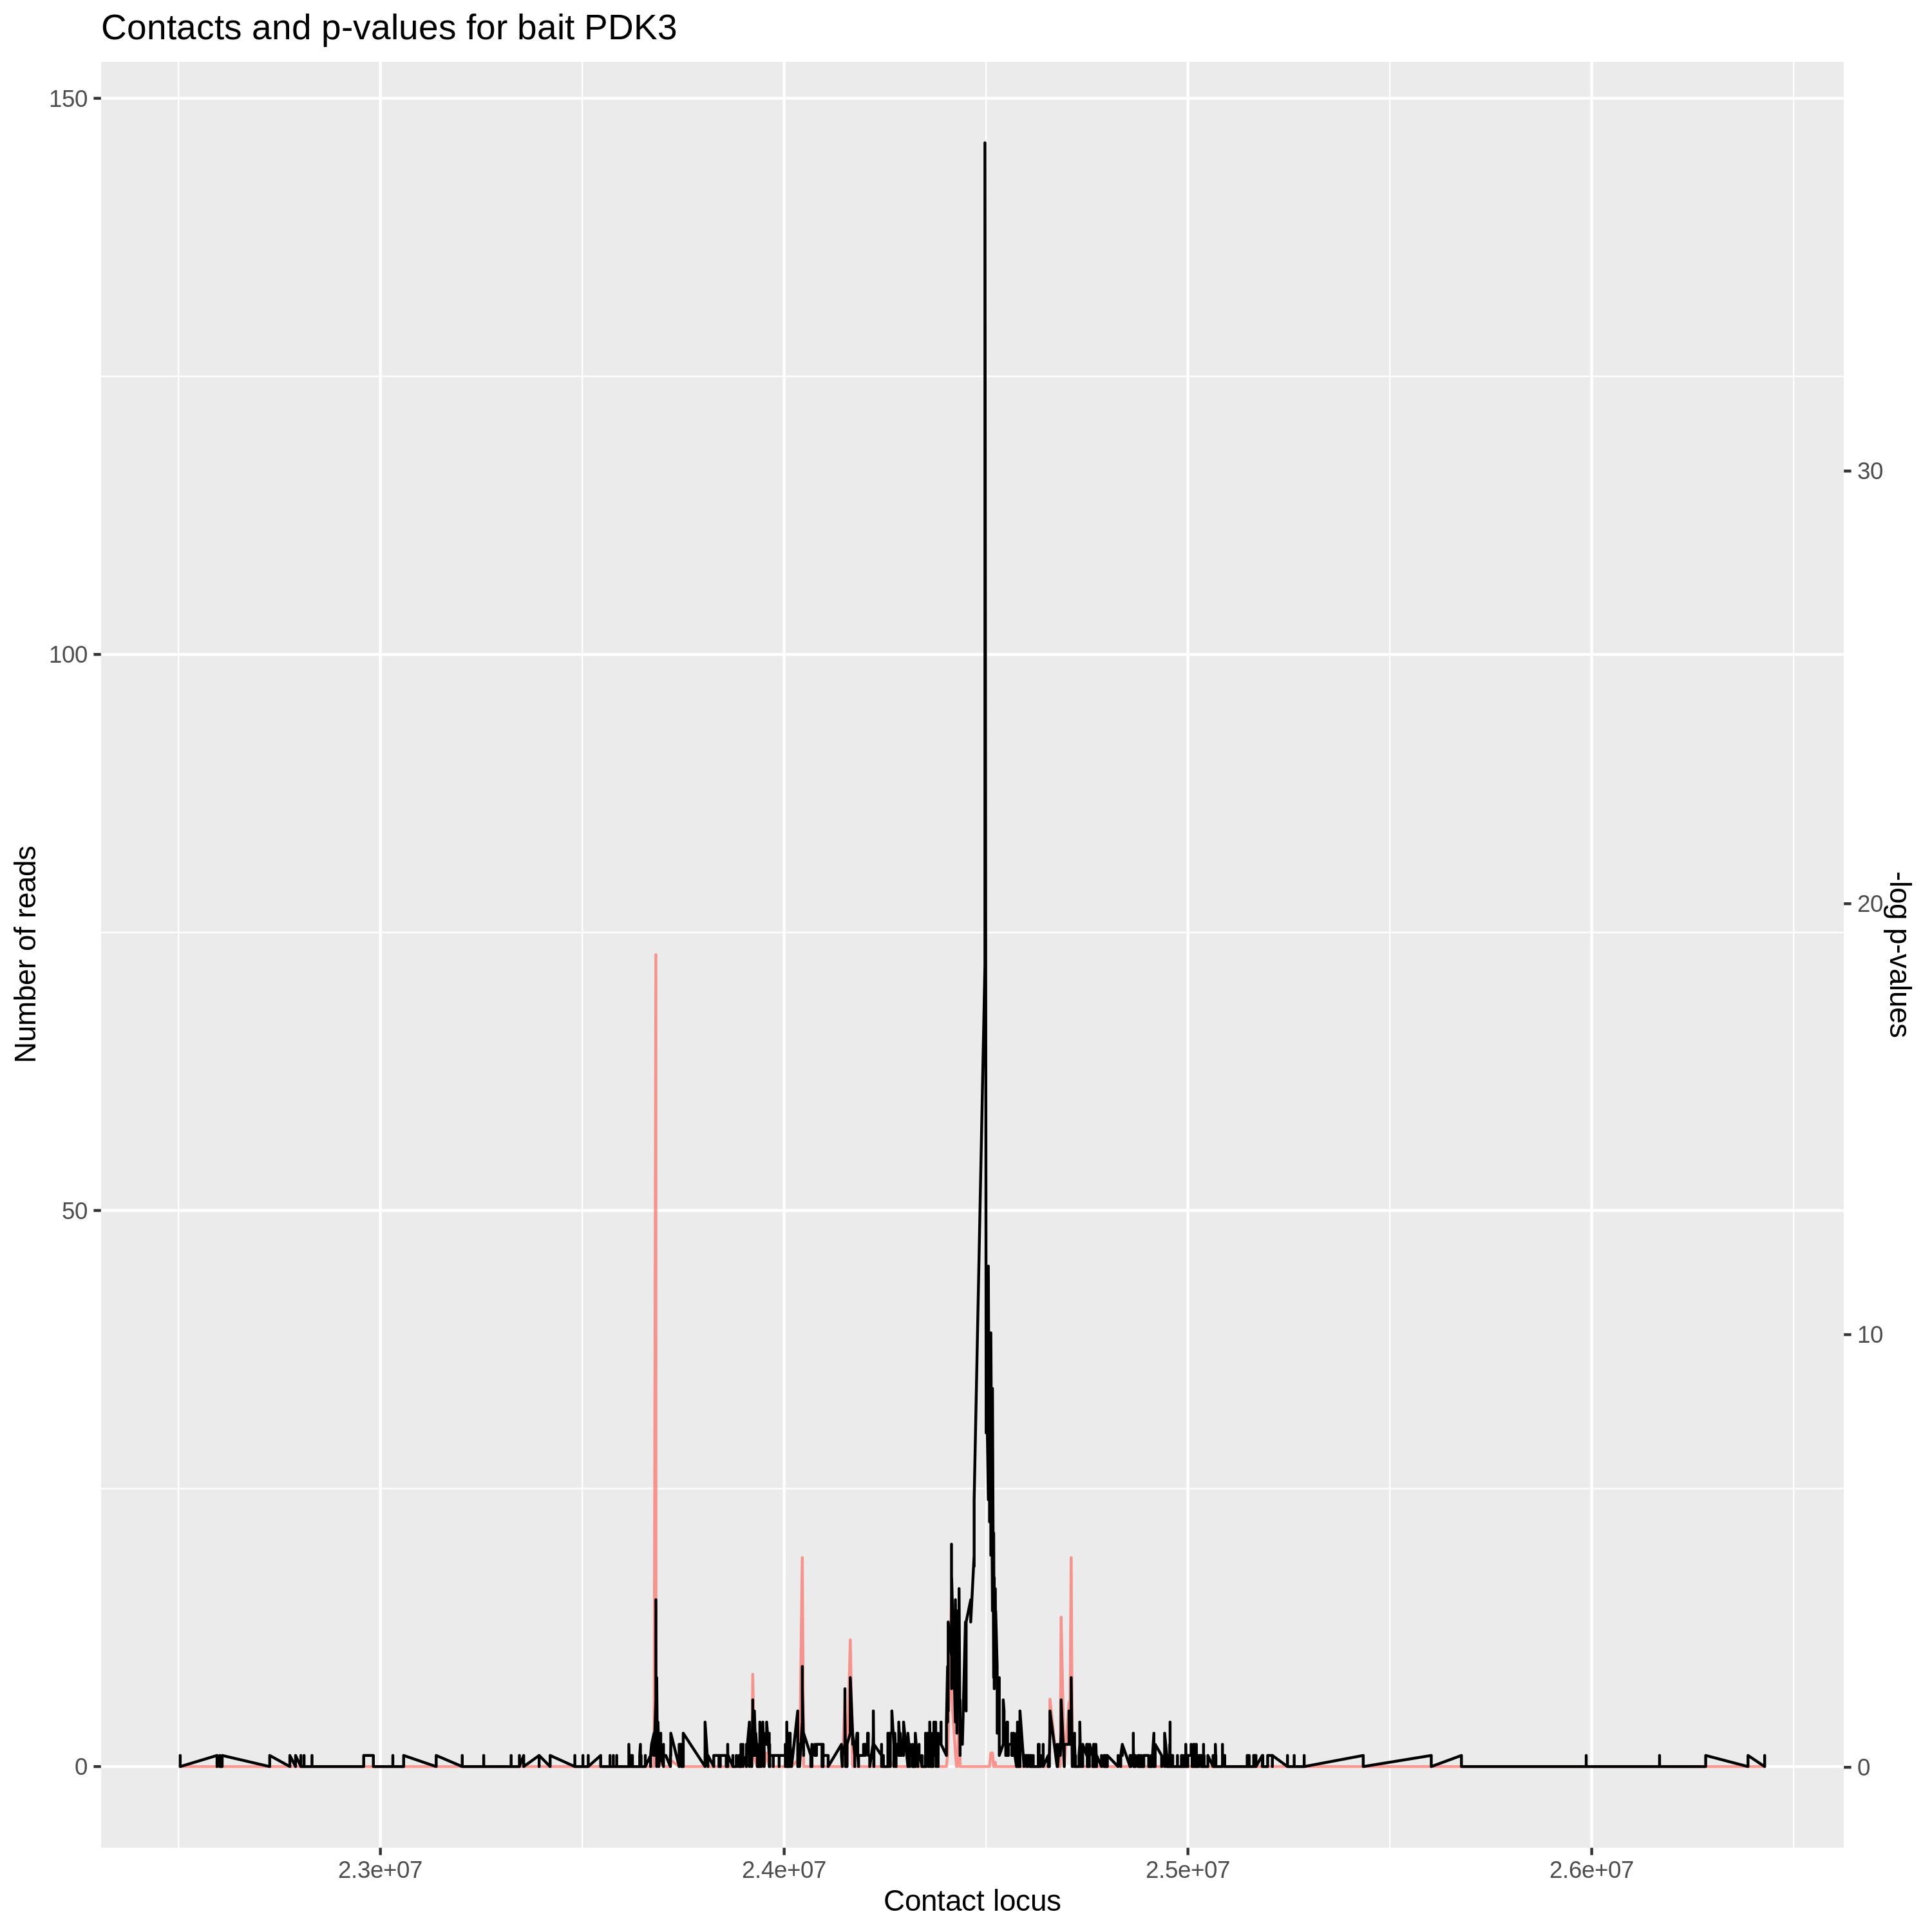 Contacts and p-values for bait PDK3
150
100
50
0
Number of reads
30
20
10
0
-log p-values
2.3e+07
2.4e+07
2.5e+07
2.6e+07
Contact locus